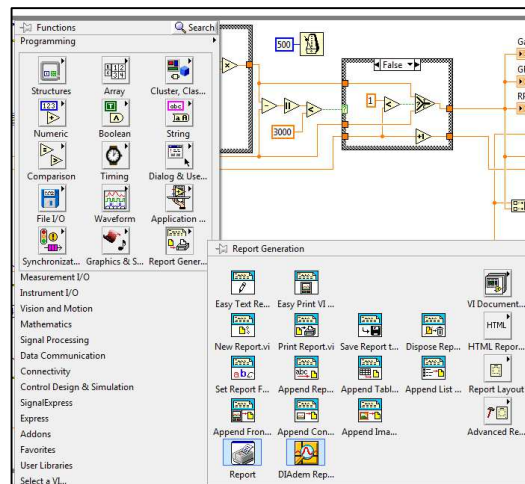 Functions
Search
Programming
Structures
Array
Cluster, Clas...
Numeric
Boolean
String
Comparison
Timing
Dialog & Use...
File I/O
Waveform
Application ...
Synchronizat...
Graphics & S...
Report Gener...
Measurement I/O
Instrument I/O
Vision and Motion
Mathematics
Signal Processing
Data Communication
Connectivity
Control Design & Simulation
SignalExpress
Express
Addons
Favorites
User Libraries
Select a VI...
500
3000
False
1
+1
Report Generation
Easy Text Re...
Easy Print VI ...
VI Document...
New Report.vi
Print Report.vi
Save Report t...
Dispose Rep...
HTML
HTML Repor...
Set Report F...
Append Rep...
Append Tabl...
Append List ...
Report Layout
Append Fron...
Append Con...
Append Ima...
Advanced Re...
Report
DIAdem Rep...